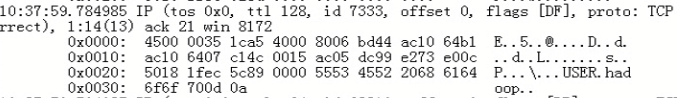 10:37:59.784985 IP (tos 0x0, ttl 128, id 7333, offset 0, flags [DF], proto: TCP
rrect), 1:14(13) ack 21 win 8172
0x0000: 4500 0035 1ca5 4000 8006 bd44 ac10 64b1 E..5..@....D..d.
0x0010: ac10 6407 c14c 0015 ac05 dc99 e273 e00c ..d..L.......s..
0x0020: 5018 1fec 5c89 0000 5553 4552 2068 6164 P...\...USER.had
0x0030: 6f6f 700d 0a oop..